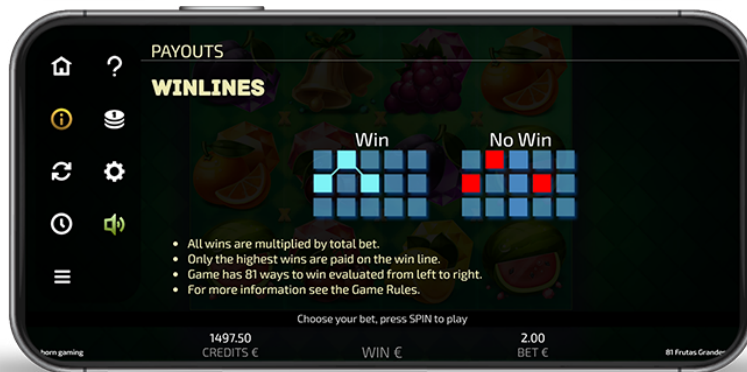 PAYOUTS
WINLINES
Win
No Win
All wins are multiplied by total bet.
Only the highest wins are paid on the win line.
Game has 81 ways to win evaluated from left to right.
For more information see the Game Rules.
Choose your bet, press SPIN to play
1497.50
CREDITS €
WIN €
2.00
BET €
horn gaming
81 Frutas Grandes